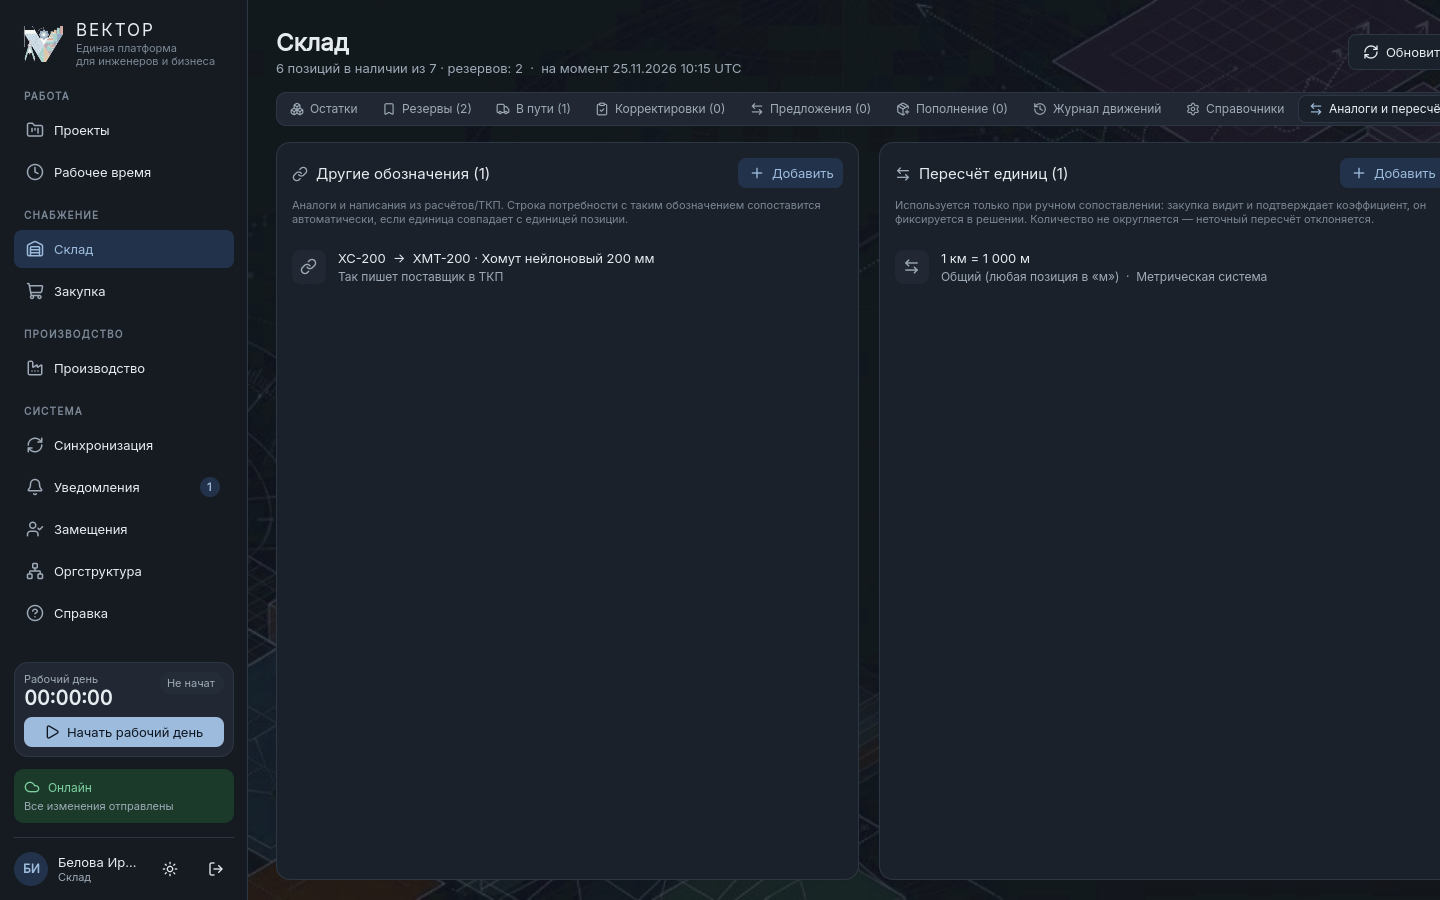 ВЕКТОР
Единая платформа
для инженеров и бизнеса
РАБОТА
Проекты
Рабочее время
СНАБЖЕНИЕ
Склад
Закупка
ПРОИЗВОДСТВО
Производство
СИСТЕМА
Синхронизация
Уведомления 1
Замещения
Оргструктура
Справка
Рабочий день
Не начат
00:00:00
Начать рабочий день
Онлайн
Все изменения отправлены
БИ
Белова Ир...
Склад
Склад
6 позиций в наличии из 7 · резервов: 2 · на момент 25.11.2026 10:15 UTC
Обновит
Остатки Резервы (2) В пути (1) Корректировки (0) Предложения (0) Пополнение (0) Журнал движений Справочники Аналоги и пересчё
Другие обозначения (1)
Добавить
Аналоги и написания из расчётов/ТКП. Строка потребности с таким обозначением сопоставится
автоматически, если единица совпадает с единицей позиции.
ХС-200 → ХМТ-200 · Хомут нейлоновый 200 мм
Так пишет поставщик в ТКП
Пересчёт единиц (1)
Добавить
Используется только при ручном сопоставлении: закупка видит и подтверждает коэффициент, он
фиксируется в решении. Количество не округляется — неточный пересчёт отклоняется.
1 км = 1 000 м
Общий (любая позиция в «м») · Метрическая система